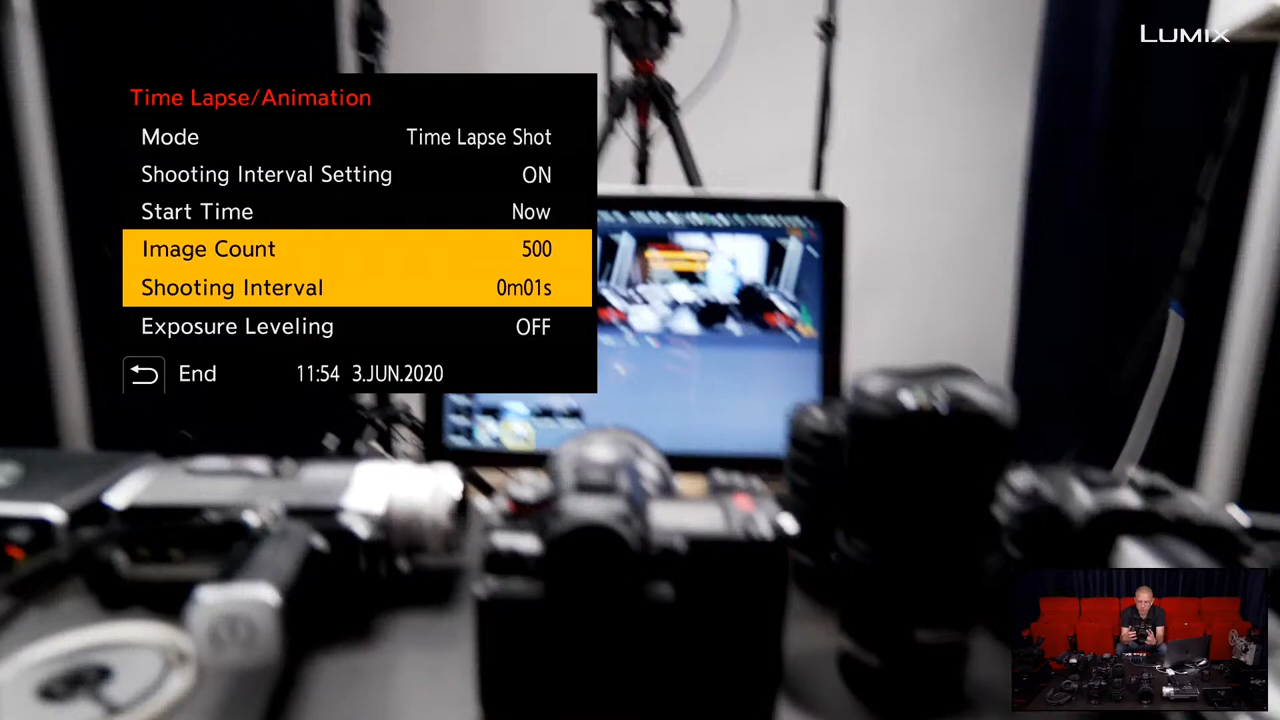 LUMIX
Time Lapse/Animation
Mode Time Lapse Shot
Shooting Interval Setting ON
Start Time Now
Image Count 500
Shooting Interval 0m01s
Exposure Leveling OFF
End 11:54 3.JUN.2020